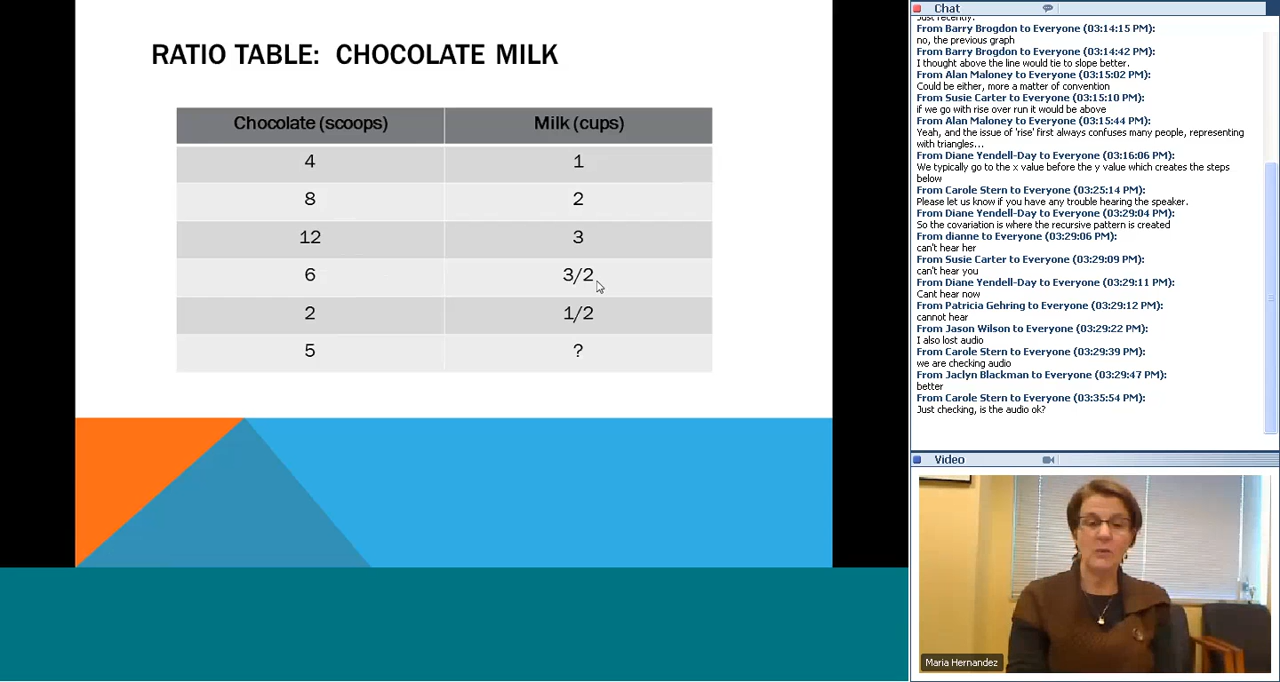 RATIO TABLE: CHOCOLATE MILK
Chocolate (scoops) Milk (cups)
4 1
8 2
12 3
6 3/2
2 1/2
5 ?
Chat
Just recently.
From Barry Brogdon to Everyone (03:14:15 PM):
no, the previous graph
From Barry Brogdon to Everyone (03:14:42 PM):
I thought above the line would tie to slope better.
From Alan Maloney to Everyone (03:15:02 PM):
Could be either, more a matter of convention
From Susie Carter to Everyone (03:15:10 PM):
if we go with rise over run it would be above
From Alan Maloney to Everyone (03:15:44 PM):
Yeah, and the issue of 'rise' first always confuses many people, representing
with triangles...
From Diane Yendell-Day to Everyone (03:16:06 PM):
We typically go to the x value before the y value which creates the steps
below
From Carole Stern to Everyone (03:25:14 PM):
Please let us know if you have any trouble hearing the speaker.
From Diane Yendell-Day to Everyone (03:29:04 PM):
So the covariation is where the recursive pattern is created
From dianne to Everyone (03:29:06 PM):
can't hear her
From Susie Carter to Everyone (03:29:09 PM):
can't hear you
From Diane Yendell-Day to Everyone (03:29:11 PM):
Cant hear now
From Patricia Gehring to Everyone (03:29:12 PM):
cannot hear
From Jason Wilson to Everyone (03:29:22 PM):
I also lost audio
From Carole Stern to Everyone (03:29:39 PM):
we are checking audio
From Jaclyn Blackman to Everyone (03:29:47 PM):
better
From Carole Stern to Everyone (03:35:54 PM):
Just checking, is the audio ok?
Video
Maria Hernandez